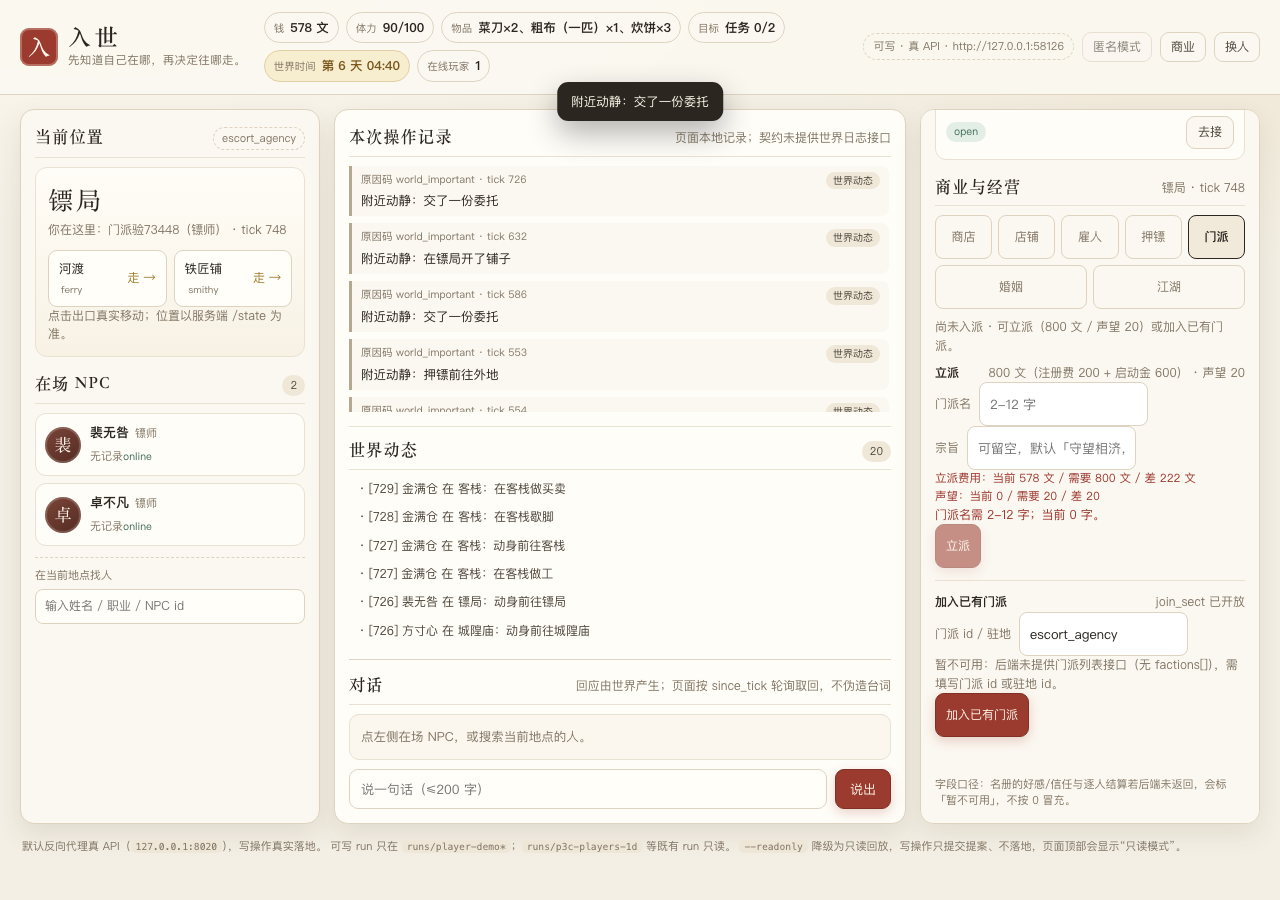 入
入世
先知道自己在哪，再决定往哪走。
钱 578 文
体力 90/100
物品 菜刀×2、粗布（一匹）×1、炊饼×3
目标 任务 0/2
世界时间 第 6 天 04:40
在线玩家 1
可写 · 真 API · http://127.0.0.1:58126
匿名模式
商业
换人
附近动静：交了一份委托
当前位置
escort_agency
镖局
你在这里：门派验73448（镖师） · tick 748
河渡
ferry
走 →
铁匠铺
smithy
走 →
点击出口真实移动；位置以服务端 /state 为
准。
在场 NPC
2
裴
裴无咎 镖师
无记录online
卓
卓不凡 镖师
无记录online
在当前地点找人
输入姓名 / 职业 / NPC id
本次操作记录
页面本地记录；契约未提供世界日志接口
原因码 world_important · tick 726
世界动态
附近动静：交了一份委托
原因码 world_important · tick 632
世界动态
附近动静：在镖局开了铺子
原因码 world_important · tick 586
世界动态
附近动静：交了一份委托
原因码 world_important · tick 553
世界动态
附近动静：押镖前往外地
原因码 world_important · tick 554
世界动态
世界动态
20
· [729] 金满仓 在 客栈：在客栈做买卖
· [728] 金满仓 在 客栈：在客栈歇脚
· [727] 金满仓 在 客栈：动身前往客栈
· [727] 金满仓 在 客栈：在客栈做工
· [726] 裴无咎 在 镖局：动身前往镖局
· [726] 方寸心 在 城隍庙：动身前往城隍庙
对话
回应由世界产生；页面按 since_tick 轮询取回，不伪造台词
点左侧在场 NPC，或搜索当前地点的人。
说一句话（≤200 字）
说出
open
去接
商业与经营
镖局 · tick 748
商店
店铺
雇人
押镖
门派
婚姻
江湖
尚未入派 · 可立派（800 文 / 声望 20）或加入已有门
派。
立派
800 文（注册费 200 + 启动金 600） · 声望 20
门派名
2–12 字
宗旨
可留空，默认「守望相济，
立派费用：当前 578 文 / 需要 800 文 / 差 222 文
声望：当前 0 / 需要 20 / 差 20
门派名需 2–12 字；当前 0 字。
立派
加入已有门派
join_sect 已开放
门派 id / 驻地
escort_agency
暂不可用：后端未提供门派列表接口（无 factions[]），需
填写门派 id 或驻地 id。
加入已有门派
字段口径：名册的好感/信任与逐人结算若后端未返回，会标
「暂不可用」，不按 0 冒充。
默认反向代理真 API（ 127.0.0.1:8020 ），写操作真实落地。 可写 run 只在 runs/player-demo* ； runs/p3c-players-1d 等既有 run 只读。 --readonly 降级为只读回放，写操作只提交提案、不落地，页面顶部会显示“只读模式”。